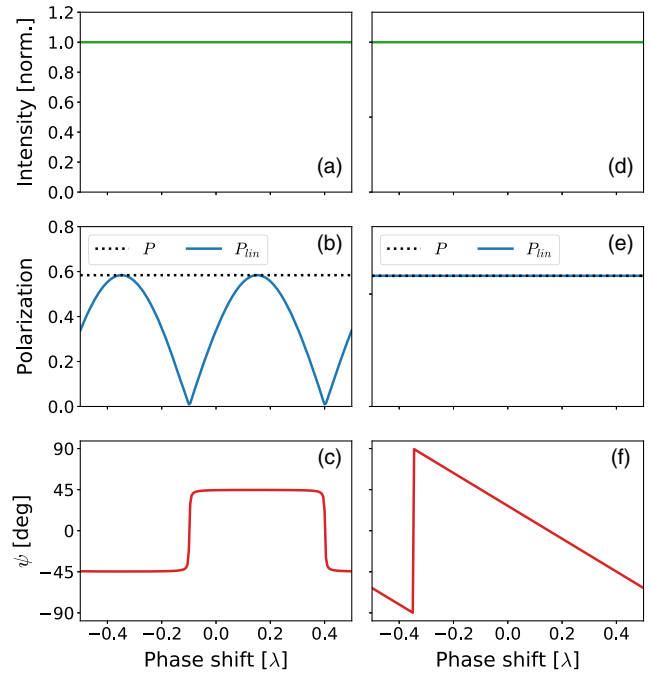 Intensity [norm.]
1.2
1.0
0.8
0.6
0.4
0.2
0.0
(a)
(d)
Polarization
0.8
0.6
0.4
0.2
0.0
P
P_lin
(b)
P
P_lin
(e)
ψ [deg]
90
45
0
−45
−90
(c)
(f)
−0.4 −0.2 0.0 0.2 0.4
−0.4 −0.2 0.0 0.2 0.4
Phase shift [λ]
Phase shift [λ]